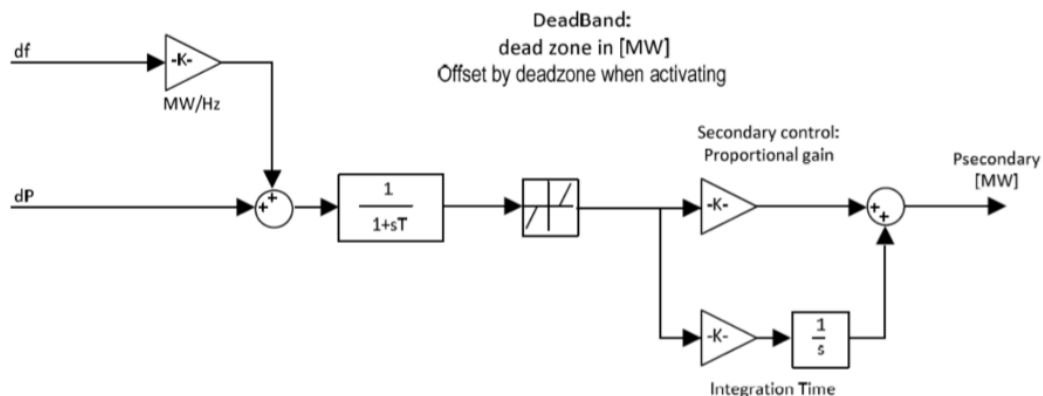 DeadBand:
dead zone in [MW]
Offset by deadzone when activating
df
-K-
MW/Hz
Secondary control:
Proportional gain
Psecondary
[MW]
dP
+
+
1
1+sT
-K-
+
+
-K-
1
s
Integration Time